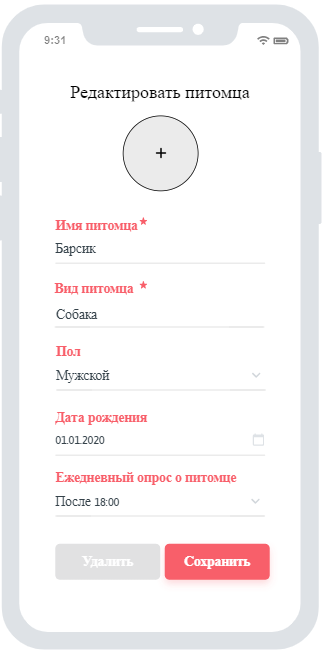 9:31
Редактировать питомца
+
Имя питомца *
Барсик
Вид питомца *
Собака
Пол
Мужской
Дата рождения
01.01.2020
Ежедневный опрос о питомце
После 18:00
Удалить Сохранить